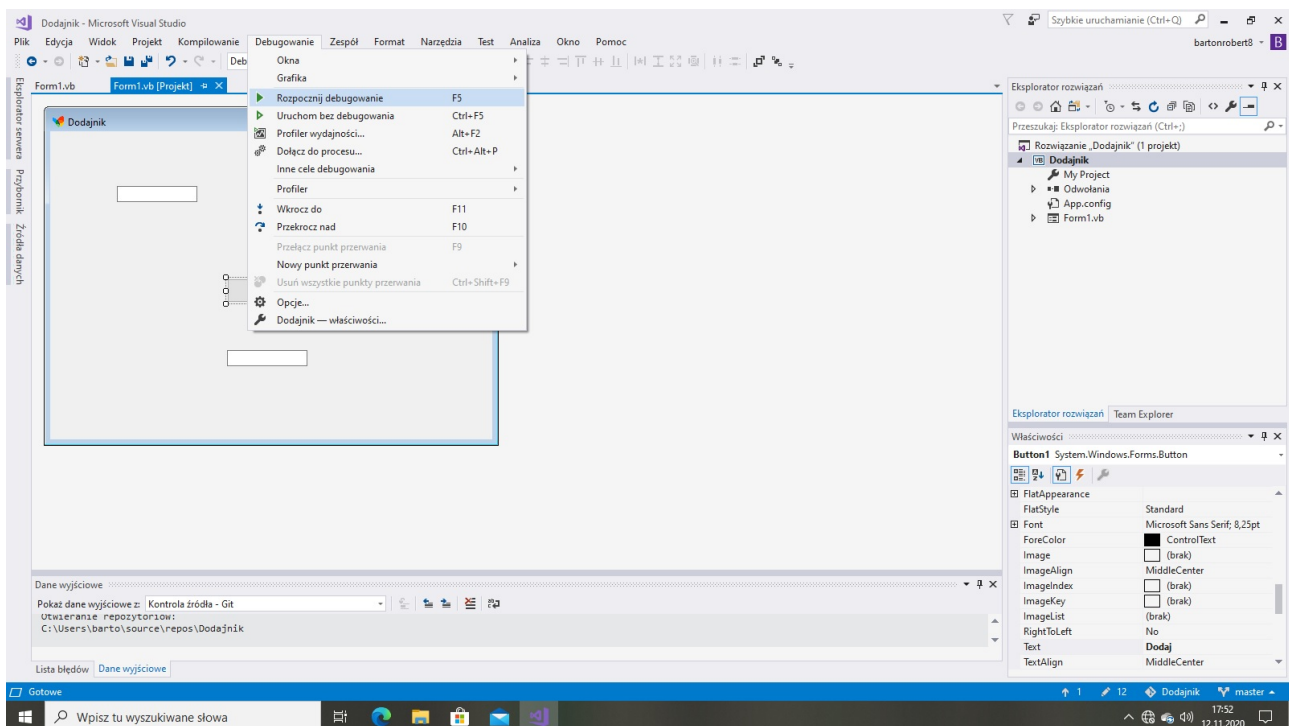 Dodajnik - Microsoft Visual Studio
Szybkie uruchamianie (Ctrl+Q)
Plik Edycja Widok Projekt Kompilowanie Debugowanie Zespół Format Narzędzia Test Analiza Okno Pomoc
bartonrobert8 B
Deb
Form1.vb Form1.vb [Projekt]
Eksplorator serwera
Przybornik
Źródła danych
Dodajnik
Okna
Grafika
Rozpocznij debugowanie F5
Uruchom bez debugowania Ctrl+F5
Profiler wydajności... Alt+F2
Dołącz do procesu... Ctrl+Alt+P
Inne cele debugowania
Profiler
Wkrocz do F11
Przekrocz nad F10
Przełącz punkt przerwania F9
Nowy punkt przerwania
Usuń wszystkie punkty przerwania Ctrl+Shift+F9
Opcje...
Dodajnik — właściwości...
Eksplorator rozwiązań
Przeszukaj: Eksplorator rozwiązań (Ctrl+;)
Rozwiązanie „Dodajnik" (1 projekt)
VB Dodajnik
My Project
Odwołania
App.config
Form1.vb
Eksplorator rozwiązań Team Explorer
Właściwości
Button1 System.Windows.Forms.Button
FlatAppearance
FlatStyle Standard
Font Microsoft Sans Serif; 8,25pt
ForeColor ControlText
Image (brak)
ImageAlign MiddleCenter
ImageIndex (brak)
ImageKey (brak)
ImageList (brak)
RightToLeft No
Text Dodaj
TextAlign MiddleCenter
Dane wyjściowe
Pokaż dane wyjściowe z: Kontrola źródła - Git
Otwieranie repozytoriów:
C:\Users\barto\source\repos\Dodajnik
Lista błędów Dane wyjściowe
Gotowe
1 12 Dodajnik master
Wpisz tu wyszukiwane słowa
17:52
12.11.2020